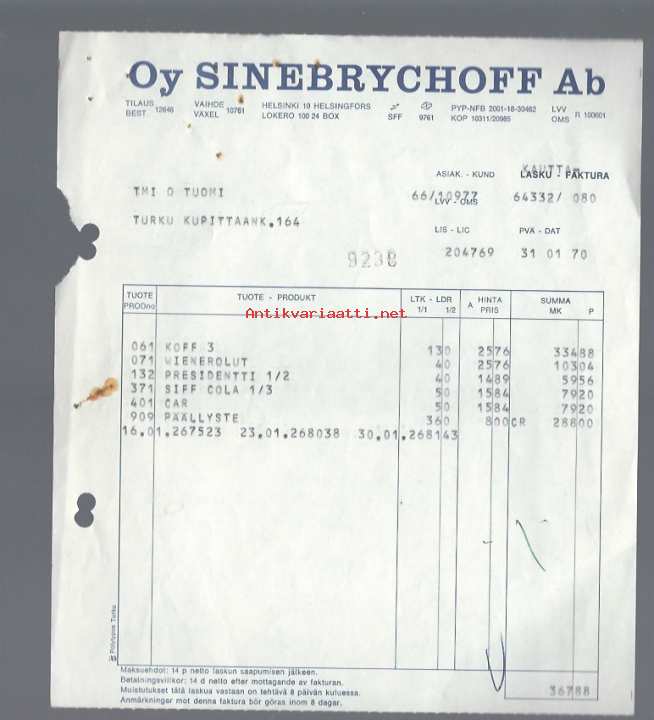 Oy SINEBRYCHOFF Ab
TILAUS BEST 12646 VAIHDE VÄXEL 10761 HELSINKI 10 HELSINGFORS LOKERO 100 24 BOX SFF 9761 PYP-NFB 2001-18-30462 KOP 10311/20985 LVV OMS R 100601
KAUTTA-
ASIAK. - KUND LASKU - FAKTURA
TMI O TUOMI 66/10977 64332/ 080
LVV - OMS
TURKU KUPITTAANK.164
LIS - LIC PVÄ - DAT
9238 204769 31 01 70
TUOTE PRODno TUOTE - PRODUKT LTK - LDR 1/1 1/2 A HINTA PRIS SUMMA MK P
Antikvariaatti.net
061 KOFF 3 130 2576 33488
071 WIENEROLUT 40 2576 10304
132 PRESIDENTTI 1/2 40 1489 5956
371 SIFF COLA 1/3 50 1584 7920
401 CAR 50 1584 7920
909 PÄÄLLYSTE 360 800CR 28800
16.01.267523 23.01.268038 30.01.268143
36788
Maksuehdot: 14 p netto laskun saapumisen jälkeen.
Betalningsvillkor: 14 d netto efter mottagande av fakturan.
Muistutukset tätä laskua vastaan on tehtävä 8 päivän kuluessa.
Anmärkningar mot denna faktura bör göras inom 8 dagar.